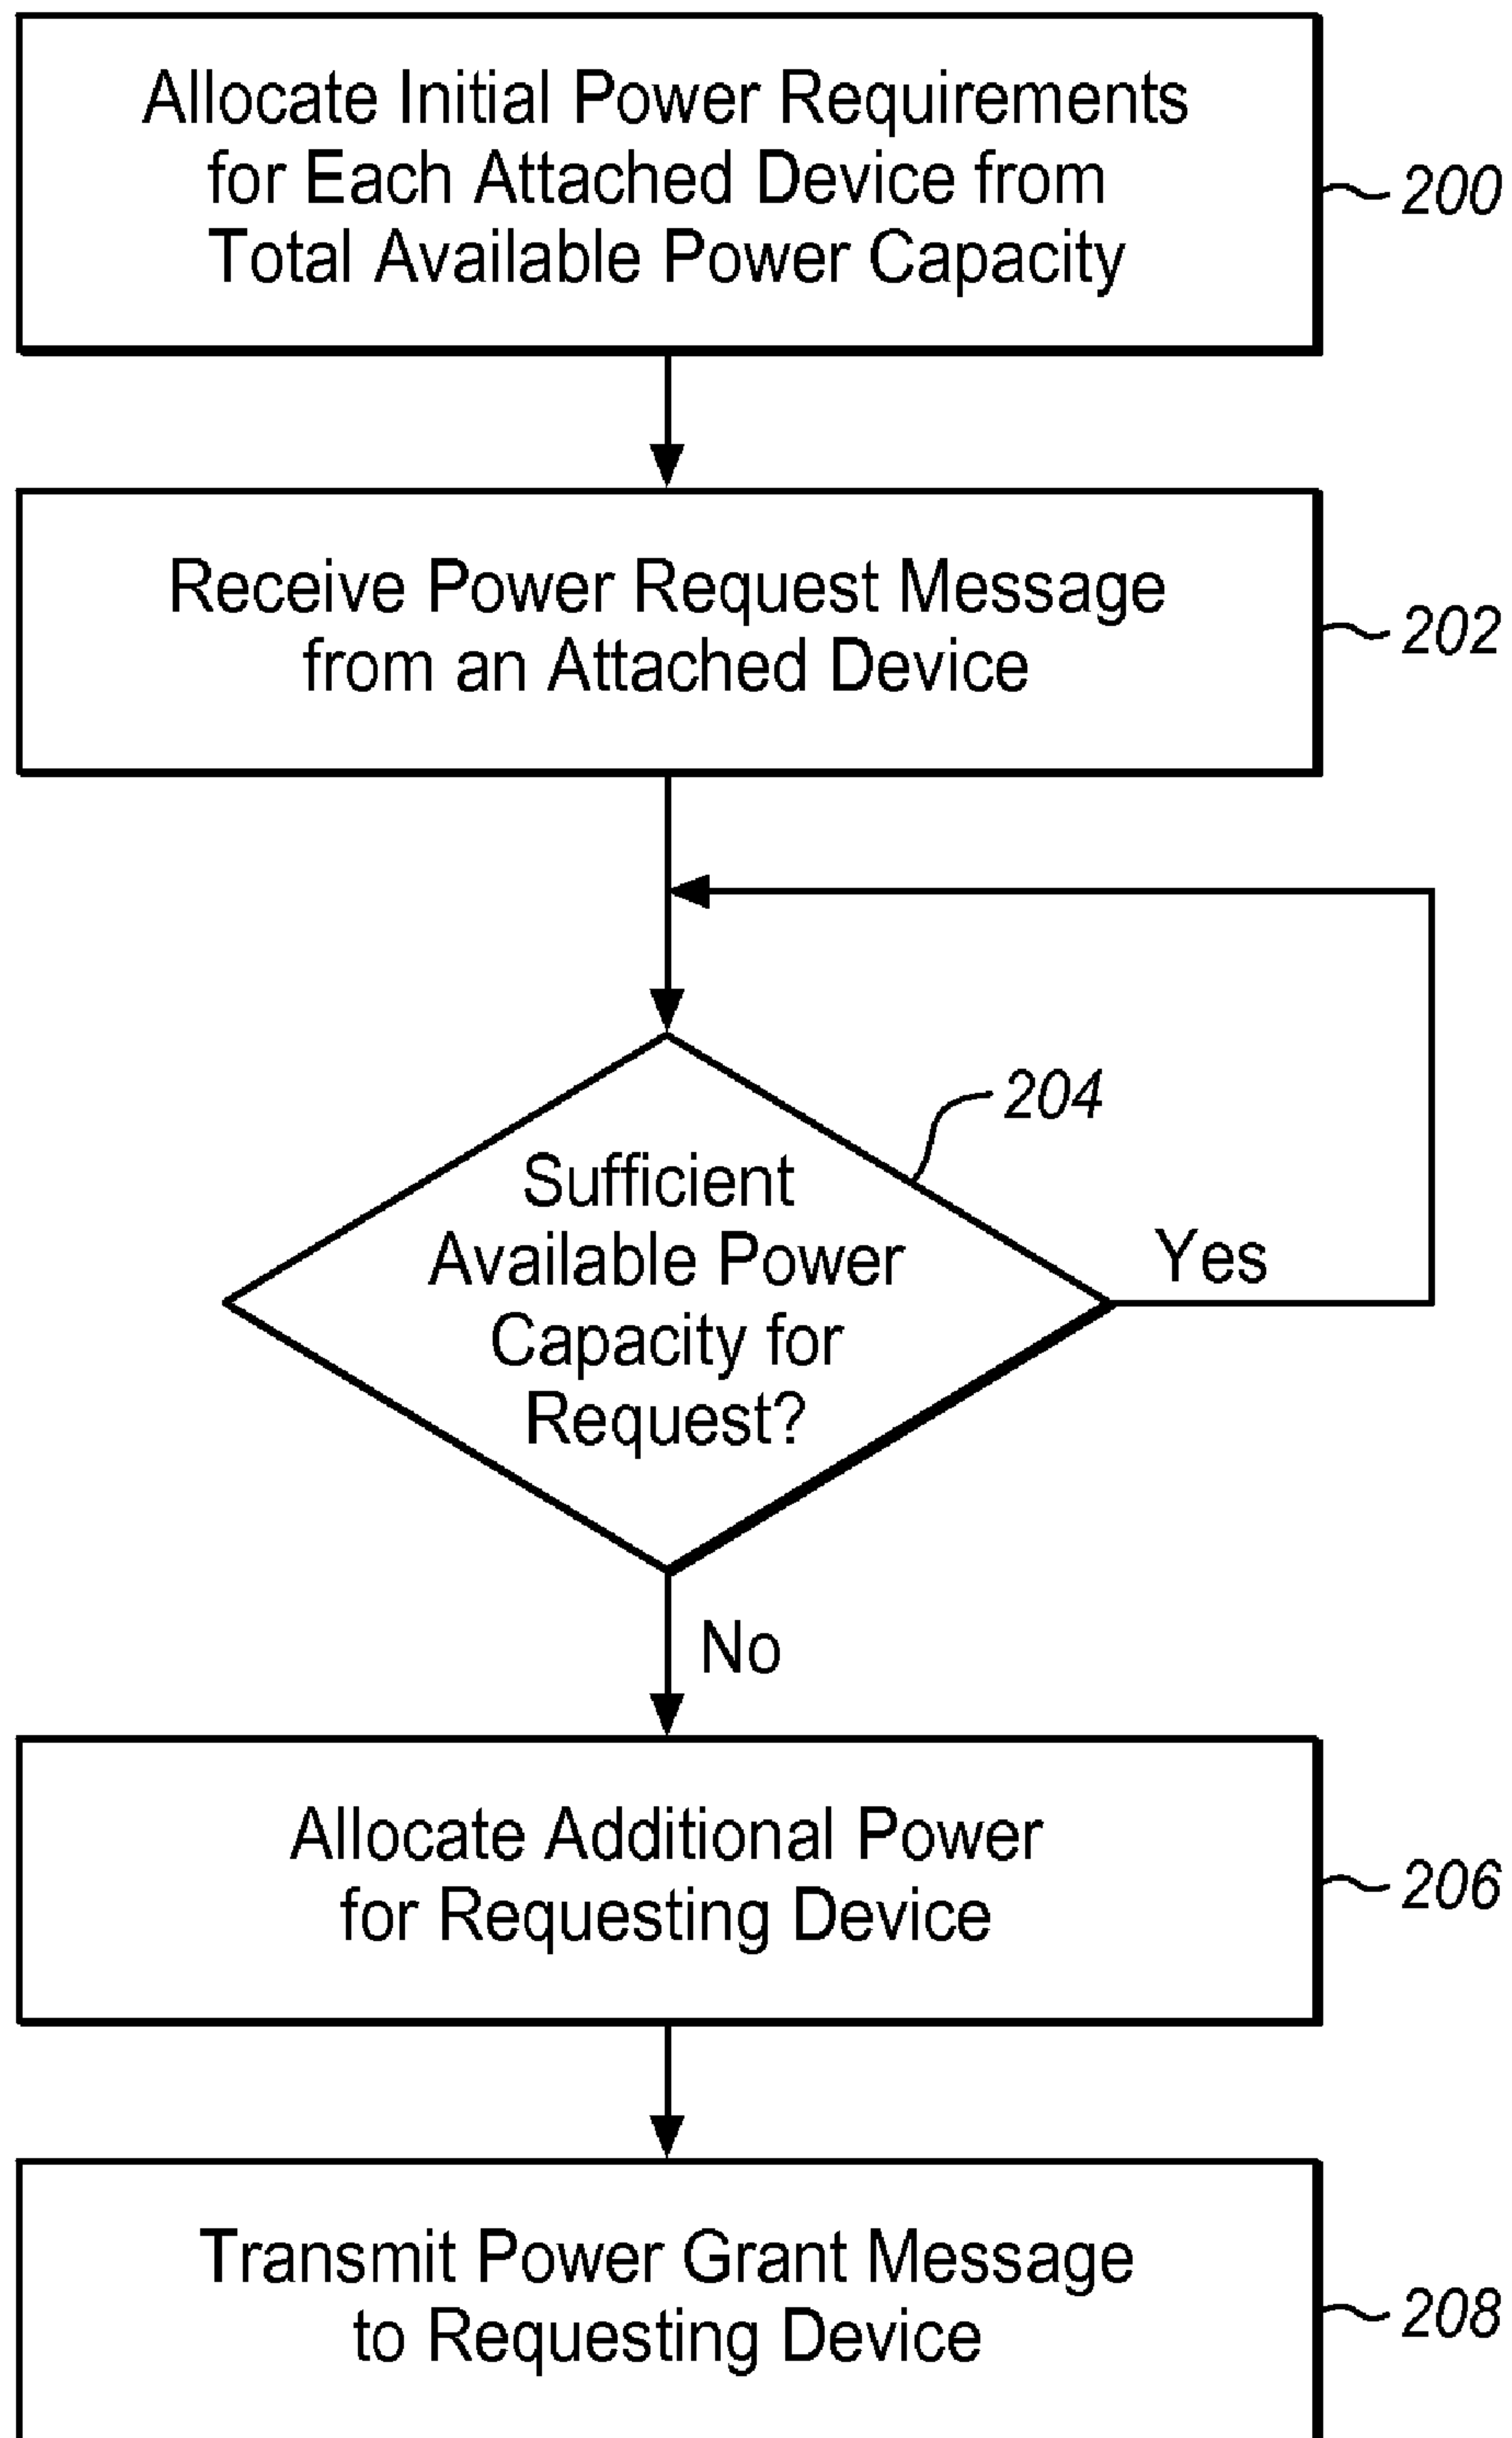 Allocate Initial Power Requirements
for Each Attached Device from
Total Available Power Capacity
200
Receive Power Request Message
from an Attached Device
202
204
Sufficient
Available Power
Capacity for
Request?
Yes
No
Allocate Additional Power
for Requesting Device
206
Transmit Power Grant Message
to Requesting Device
208